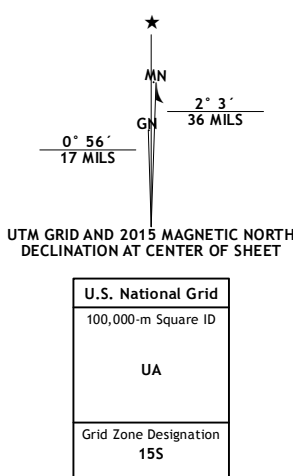 ★
MN
GN
2° 3´
36 MILS
0° 56´
17 MILS
UTM GRID AND 2015 MAGNETIC NORTH
DECLINATION AT CENTER OF SHEET
U.S. National Grid
100,000-m Square ID
UA
Grid Zone Designation
15S